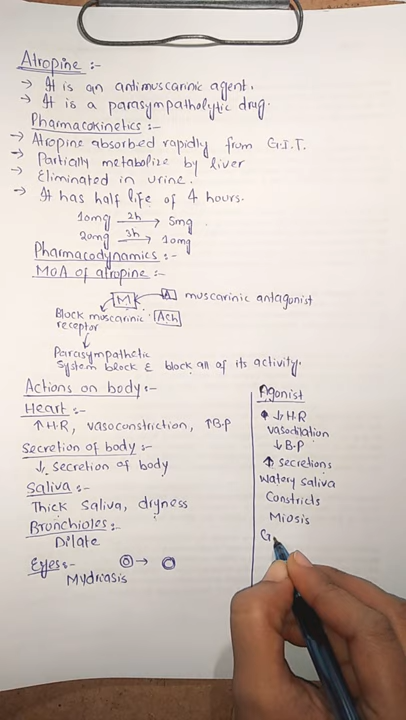 Atropine :-
→ It is an antimuscarinic agent.
→ It is a parasympatholytic drug.
Pharmacokinetics :-
→ Atropine absorbed rapidly from G.I.T.
→ Partially metabolize by liver
→ Eliminated in urine.
→ It has half life of 4 hours.
10mg 2h→ 5mg
20mg 3h→ 10mg
Pharmacodynamics :-
MOA of atropine :-
M ← A muscarinic antagonist
Block muscarinic Ach
receptor
Parasympathetic
System block & block all of its activity.
Actions on body :-
Heart :-
↑H.R, vasoconstriction, ↑B.P
Secretion of body :-
↓ secretion of body
Saliva :-
Thick Saliva, dryness
Bronchioles :-
Dilate
Eyes :-
Mydriasis
Agonist
↓H.R
vasodilation
↓B.P
↑ secretions
Watery saliva
Constricts
Miosis
G